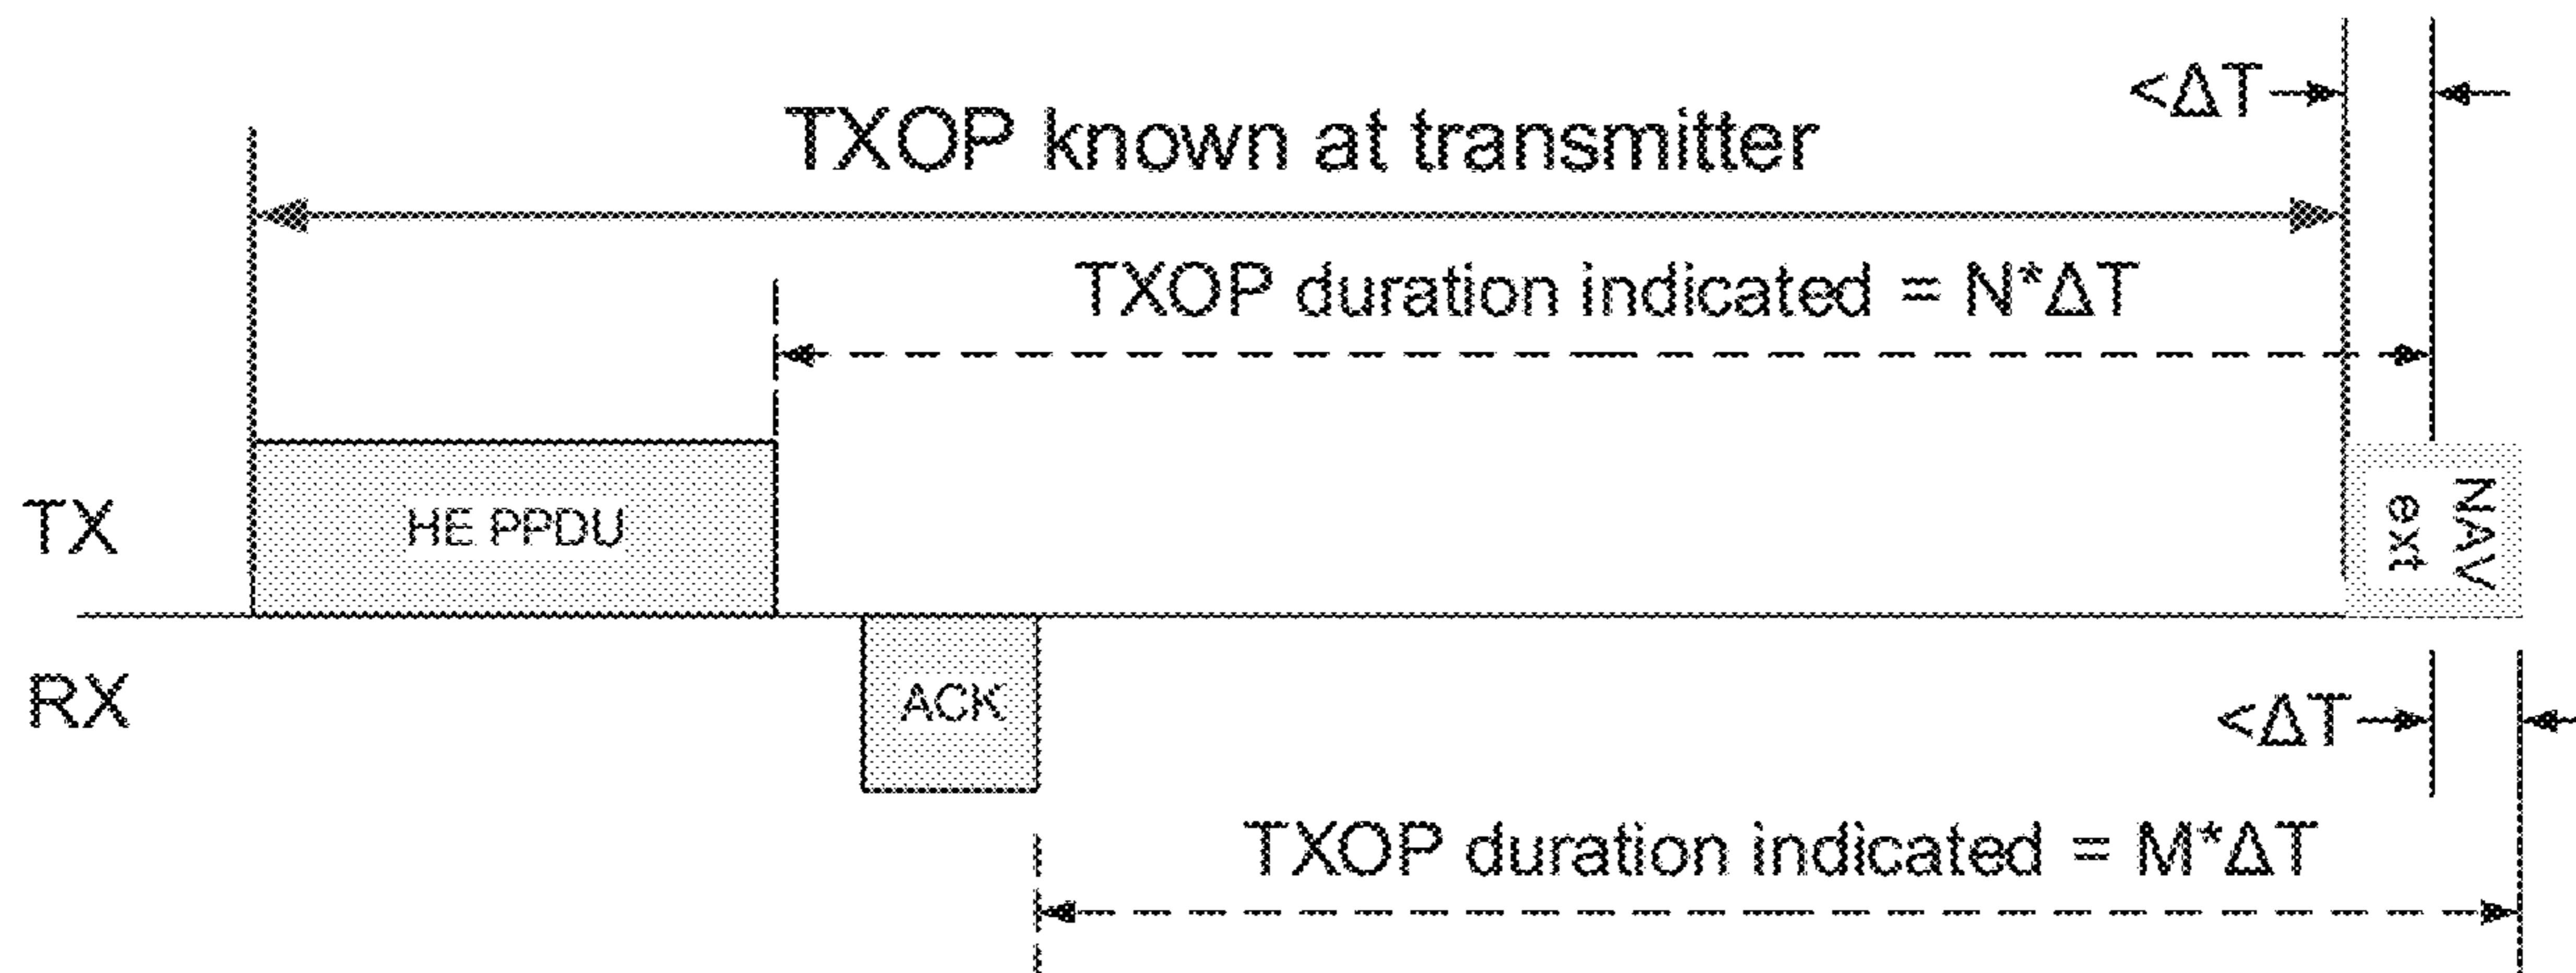 <ΔT
TXOP known at transmitter
TXOP duration indicated = N*ΔT
TX
HE PPDU
NAV
ext
RX
ACK
<ΔT
TXOP duration indicated = M*ΔT